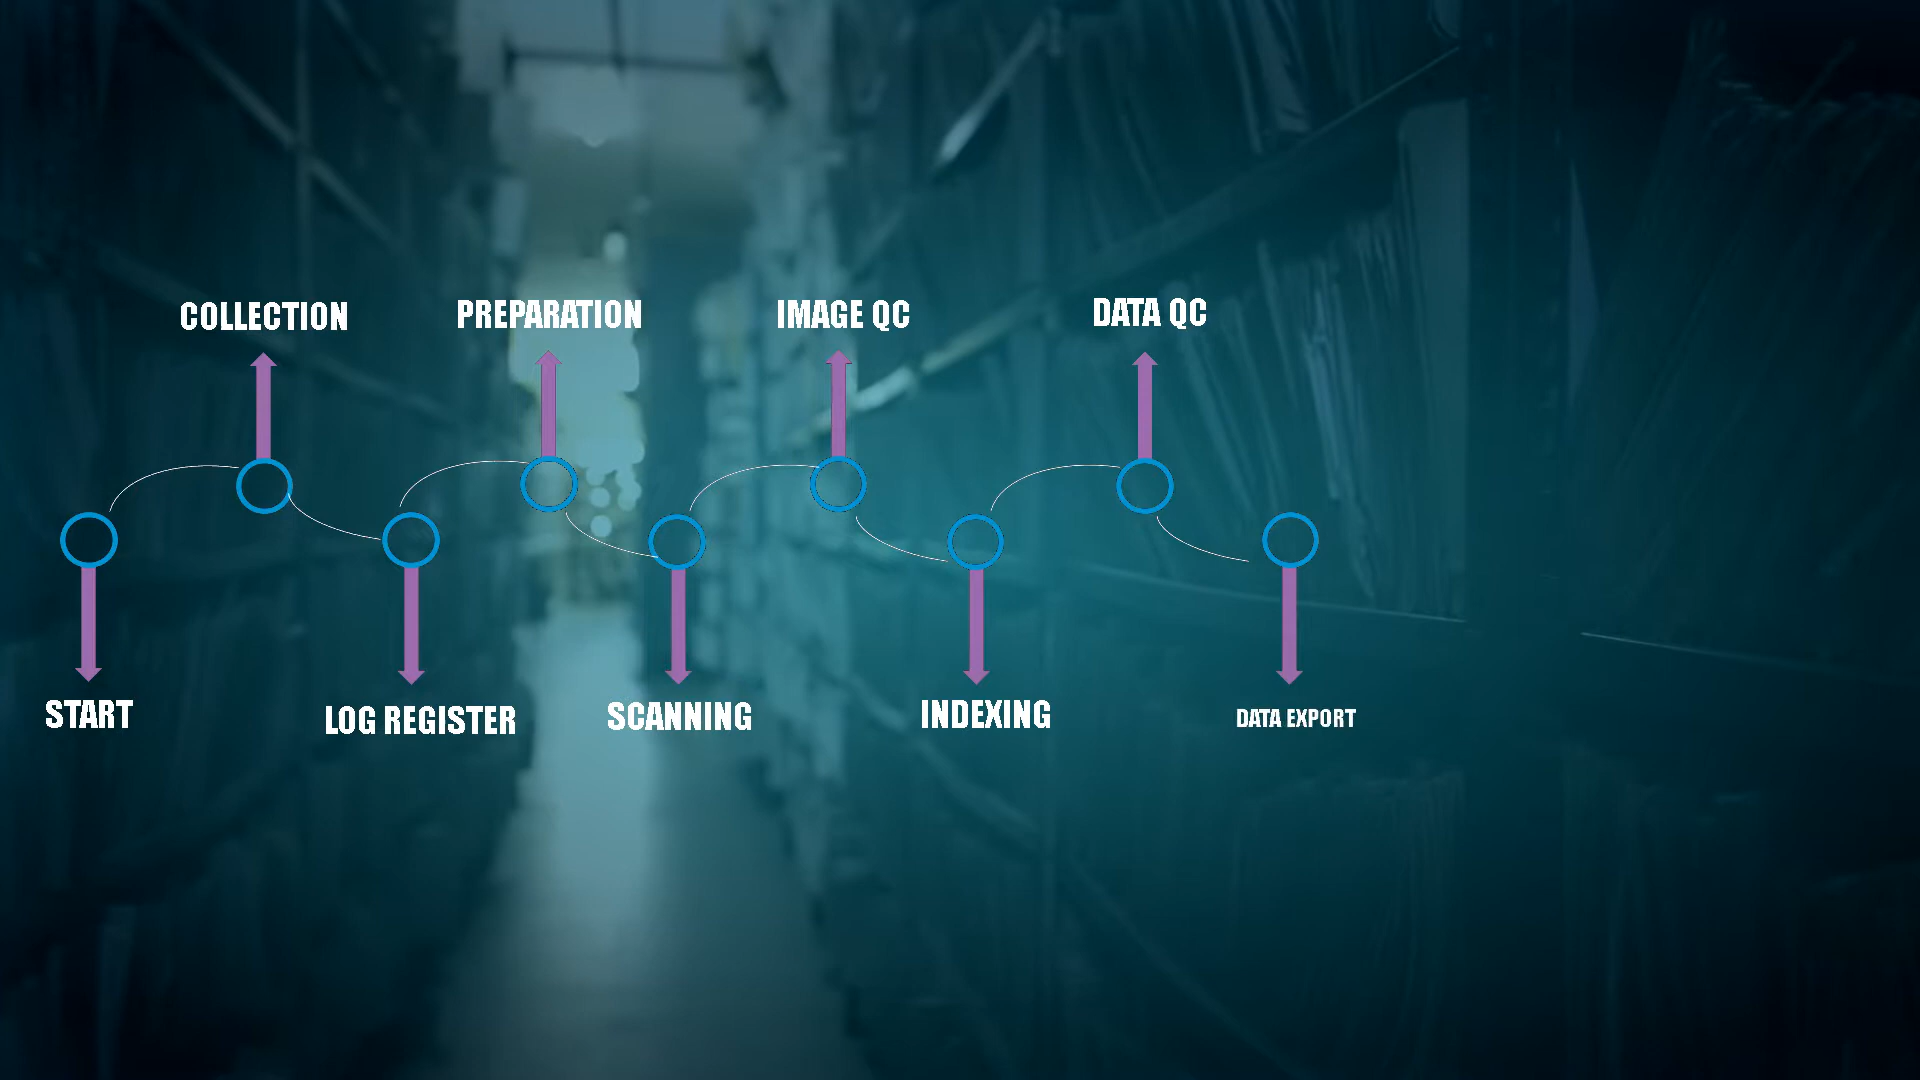 COLLECTION
PREPARATION
IMAGE QC
DATA QC
START
LOG REGISTER
SCANNING
INDEXING
DATA EXPORT